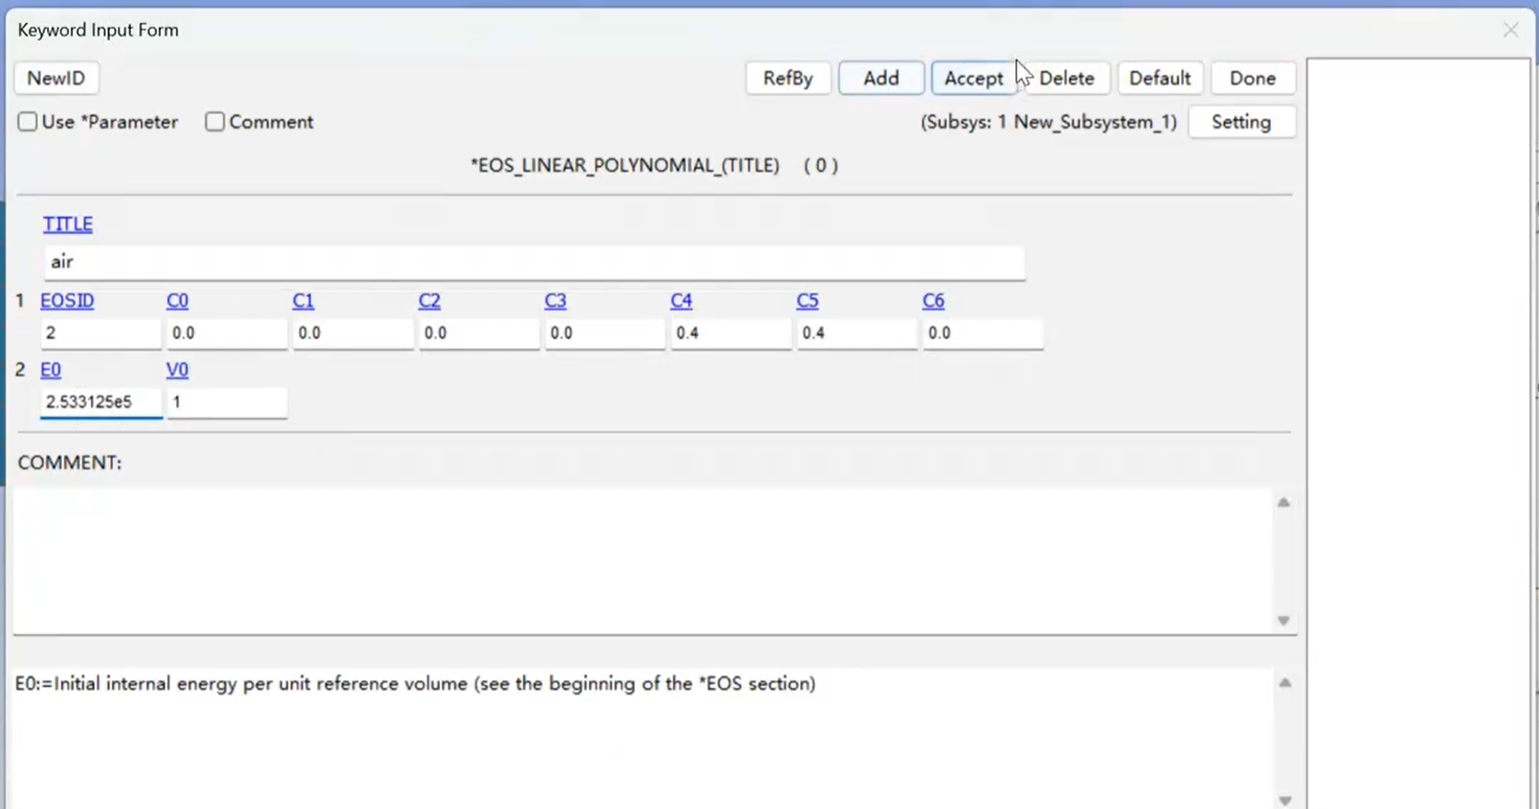 Keyword Input Form
NewID RefBy Add Accept Delete Default Done
Use *Parameter Comment (Subsys: 1 New_Subsystem_1) Setting
*EOS_LINEAR_POLYNOMIAL_(TITLE) ( 0 )
TITLE
air
1 EOSID C0 C1 C2 C3 C4 C5 C6
2 0.0 0.0 0.0 0.0 0.4 0.4 0.0
2 E0 V0
2.533125e5 1
COMMENT:
E0:=Initial internal energy per unit reference volume (see the beginning of the *EOS section)